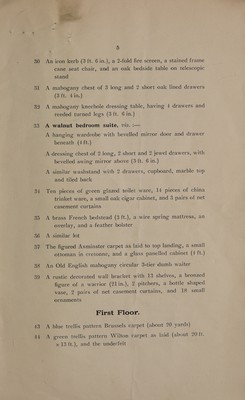 5
30 An iron kerb (3 ft. 6 in.), a 2-fold fire screen, a stained frame
cane seat chair, and an oak bedside table on telescopic
stand
31 A mahogany chest of 3 long and 2 short oak lined drawers
(3 ft. 4 in.)
32 A mahogany kneehole dressing table, having 4 drawers and
reeded turned legs (3 ft. 6 in.)
33 A walnut bedroom suite, viz. :—
A hanging wardrobe with bevelled mirror door and drawer
beneath (4 ft.)
A dressing chest of 2 long, 2 short and 2 jewel drawers, with
bevelled swing mirror above (3 ft. 6 in.)
A similar washstand with 2 drawers, cupboard, marble top
and tiled back
34 Ten pieces of green glazed toilet ware, 14 pieces of china
trinket ware, a small oak cigar cabinet, and 3 pairs of net
casement curtains
35 A brass French bedstead (3 ft.), a wire spring mattress, an
overlay, and a feather bolster
36 A similar lot
37 The figured Axminster carpet as laid to top landing, a small
ottoman in cretonne, and a glass panelled cabinet (4 ft.)
38 An Old English mahogany circular 3-tier dumb waiter
39 A rustic decorated wall bracket with 13 shelves, a bronzed
figure of a warrior (21 in.), 2 pitchers, a bottle shaped
vase, 2 pairs of net casement curtains, and 18 small
ornaments
First Floor.
43 A blue trellis pattern Brussels carpet (about 26 yards)
44 A green trellis pattern Wilton carpet as laid (about 20 ft.
x 13 ft.), and the underfelt